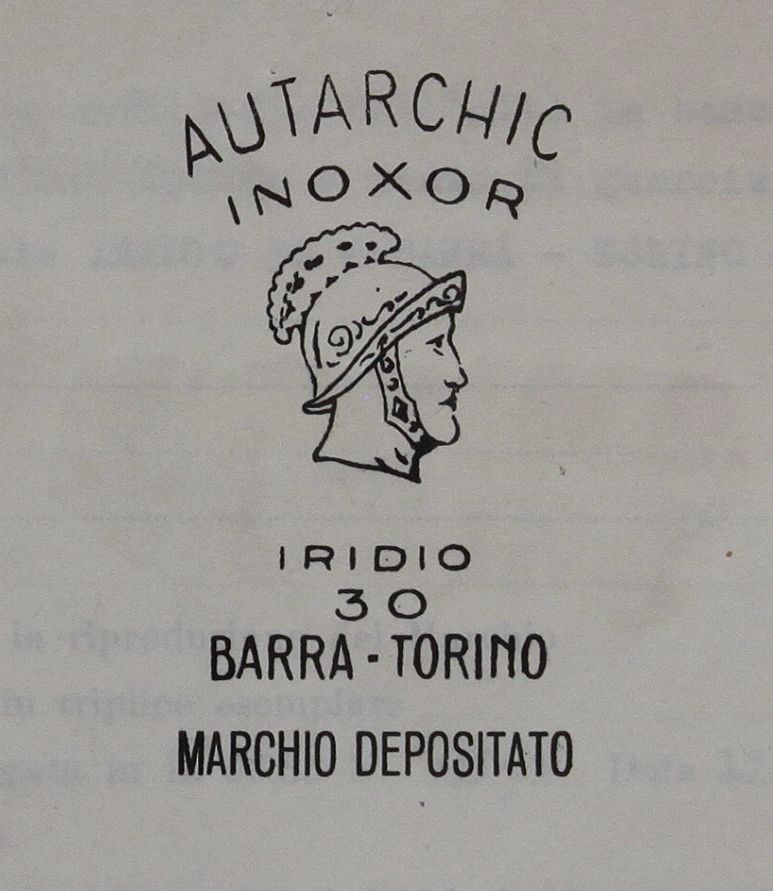 AUTARCHIC
INOXOR
IRIDIO
30
BARRA - TORINO
MARCHIO DEPOSITATO